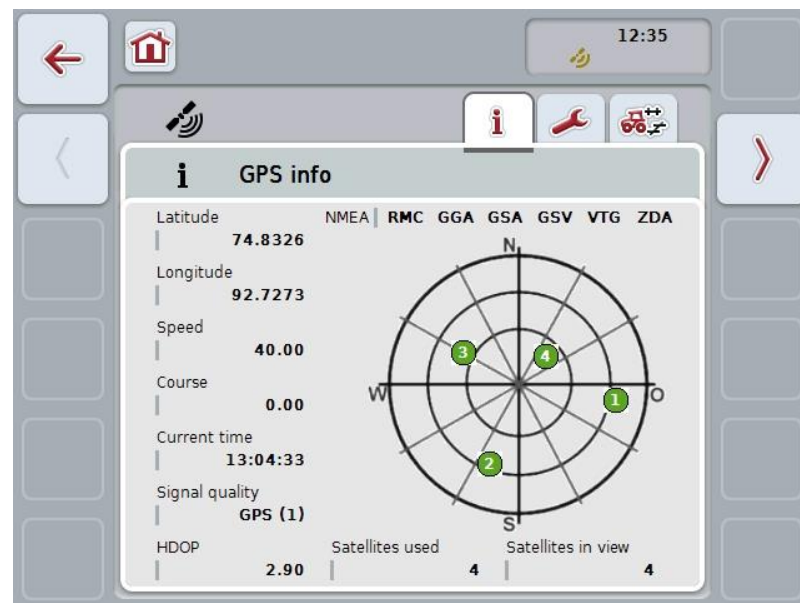 12:35
i
i GPS info
Latitude
74.8326
NMEA RMC GGA GSA GSV VTG ZDA
Longitude
92.7273
Speed
40.00
Course
0.00
Current time
13:04:33
Signal quality
GPS (1)
HDOP
2.90
N
3
4
W
O
1
2
S
Satellites used
4
Satellites in view
4